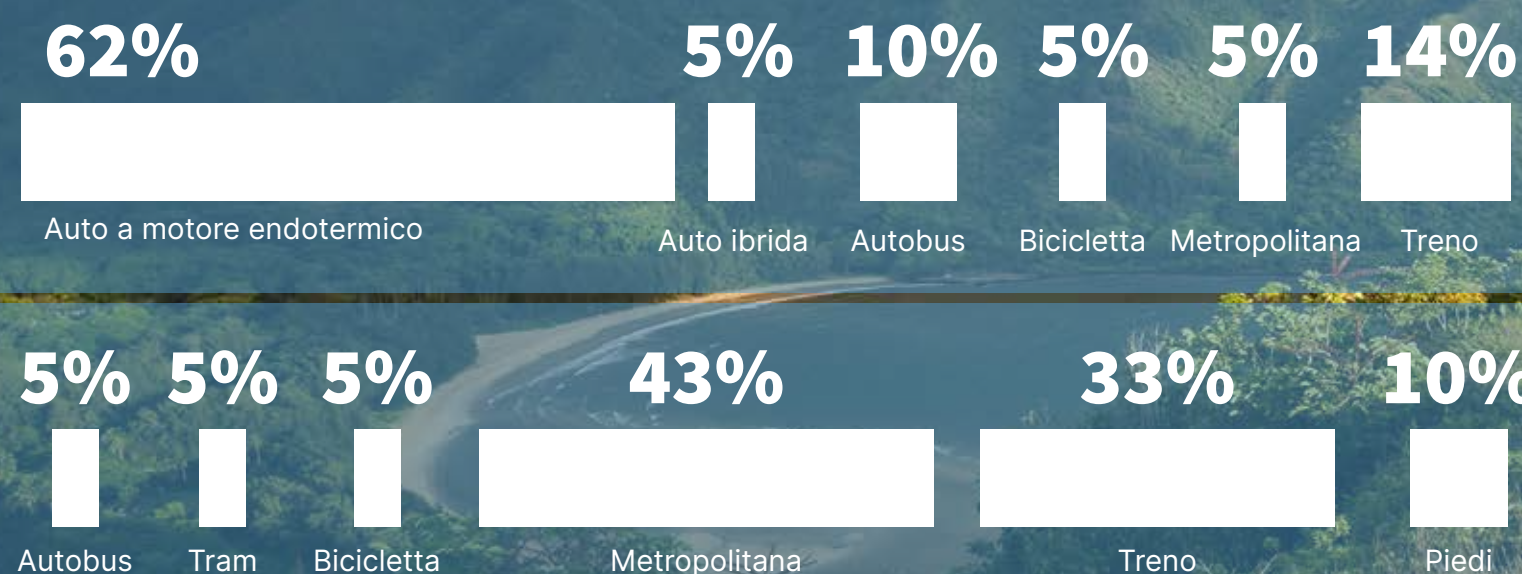 62% 5% 10% 5% 5% 14%
Auto a motore endotermico Auto ibrida Autobus Bicicletta Metropolitana Treno
5% 5% 5% 43% 33% 10%
Autobus Tram Bicicletta Metropolitana Treno Piedi